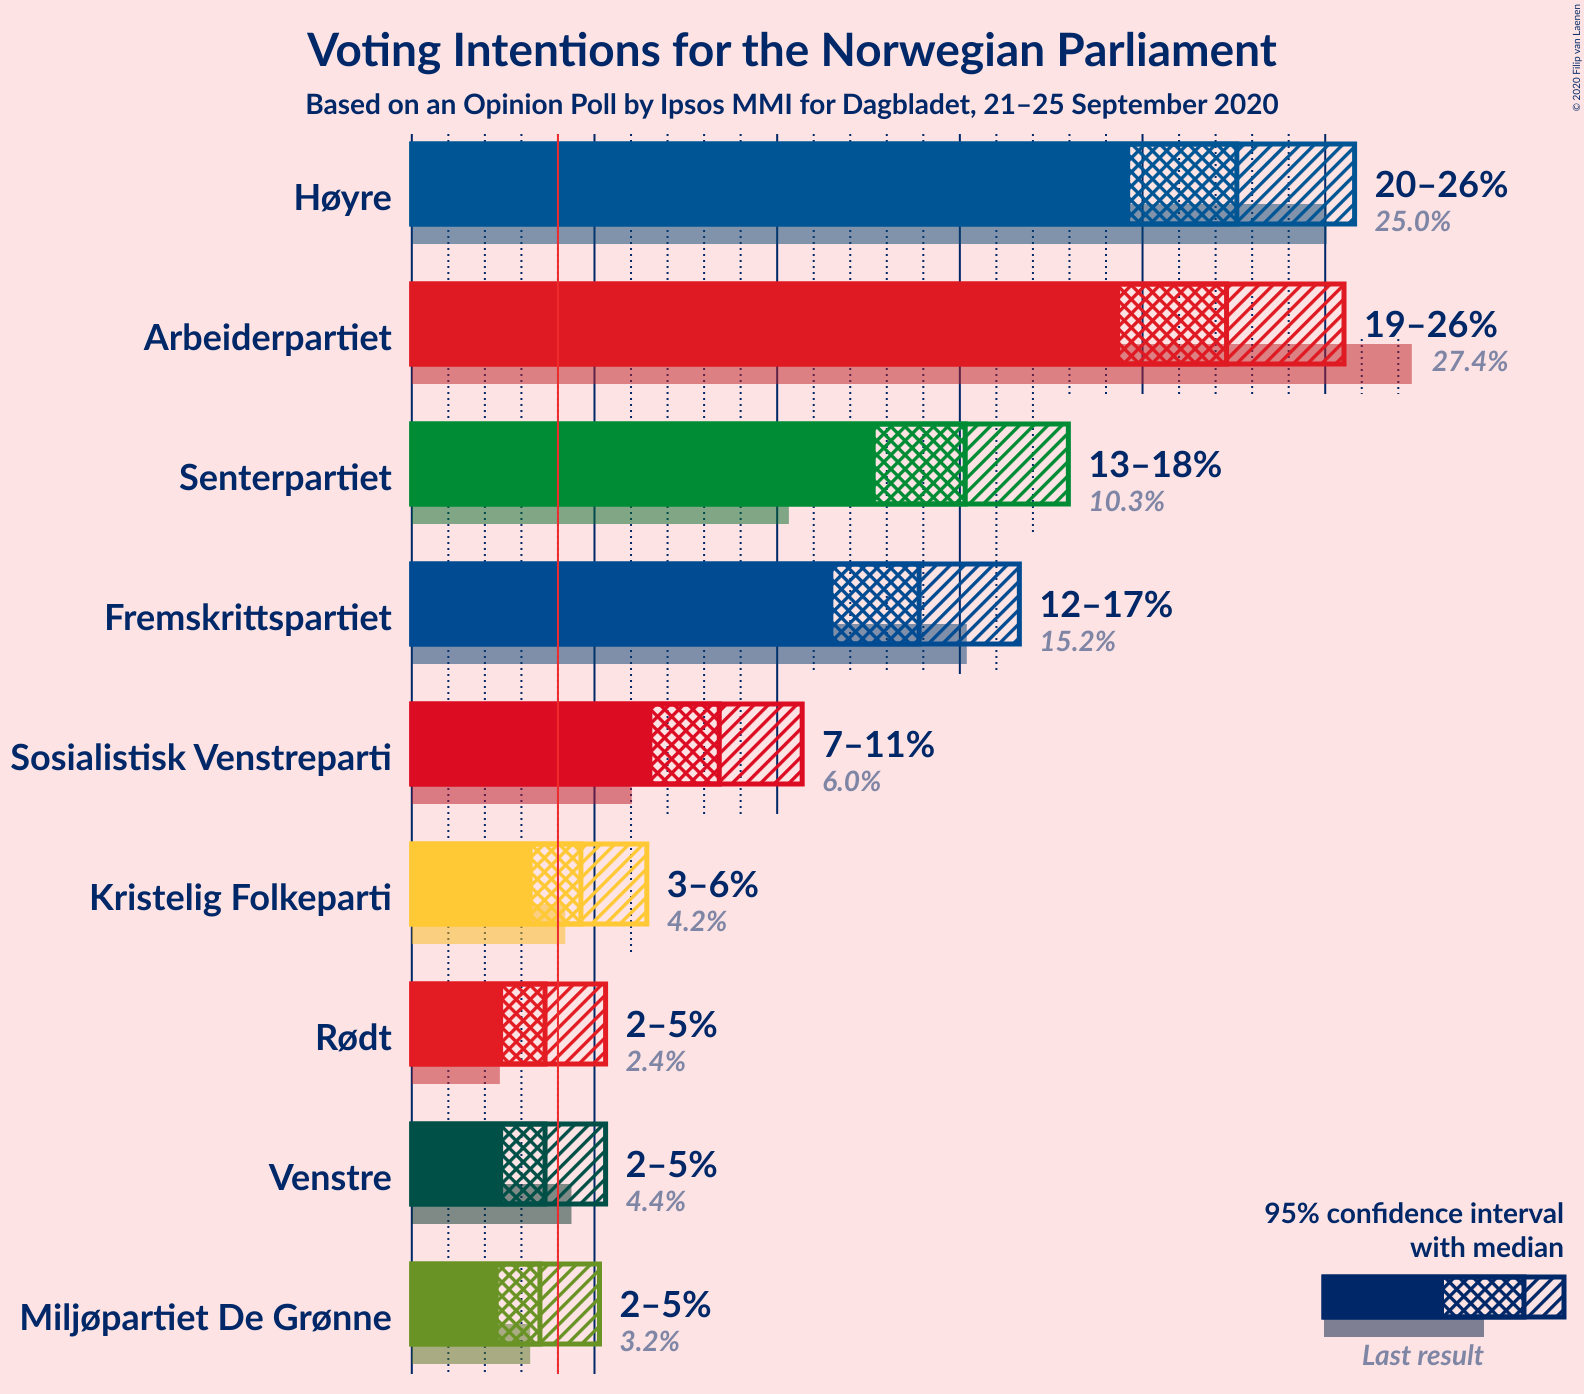 © 2020 Filip van Laenen
Voting Intentions for the Norwegian Parliament
Based on an Opinion Poll by Ipsos MMI for Dagbladet, 21–25 September 2020
Høyre
20–26%
25.0%
Arbeiderpartiet
19–26%
27.4%
Senterpartiet
13–18%
10.3%
Fremskrittspartiet
12–17%
15.2%
Sosialistisk Venstreparti
7–11%
6.0%
Kristelig Folkeparti
3–6%
4.2%
Rødt
2–5%
2.4%
Venstre
2–5%
4.4%
Miljøpartiet De Grønne
2–5%
3.2%
95% confidence interval
with median
Last result